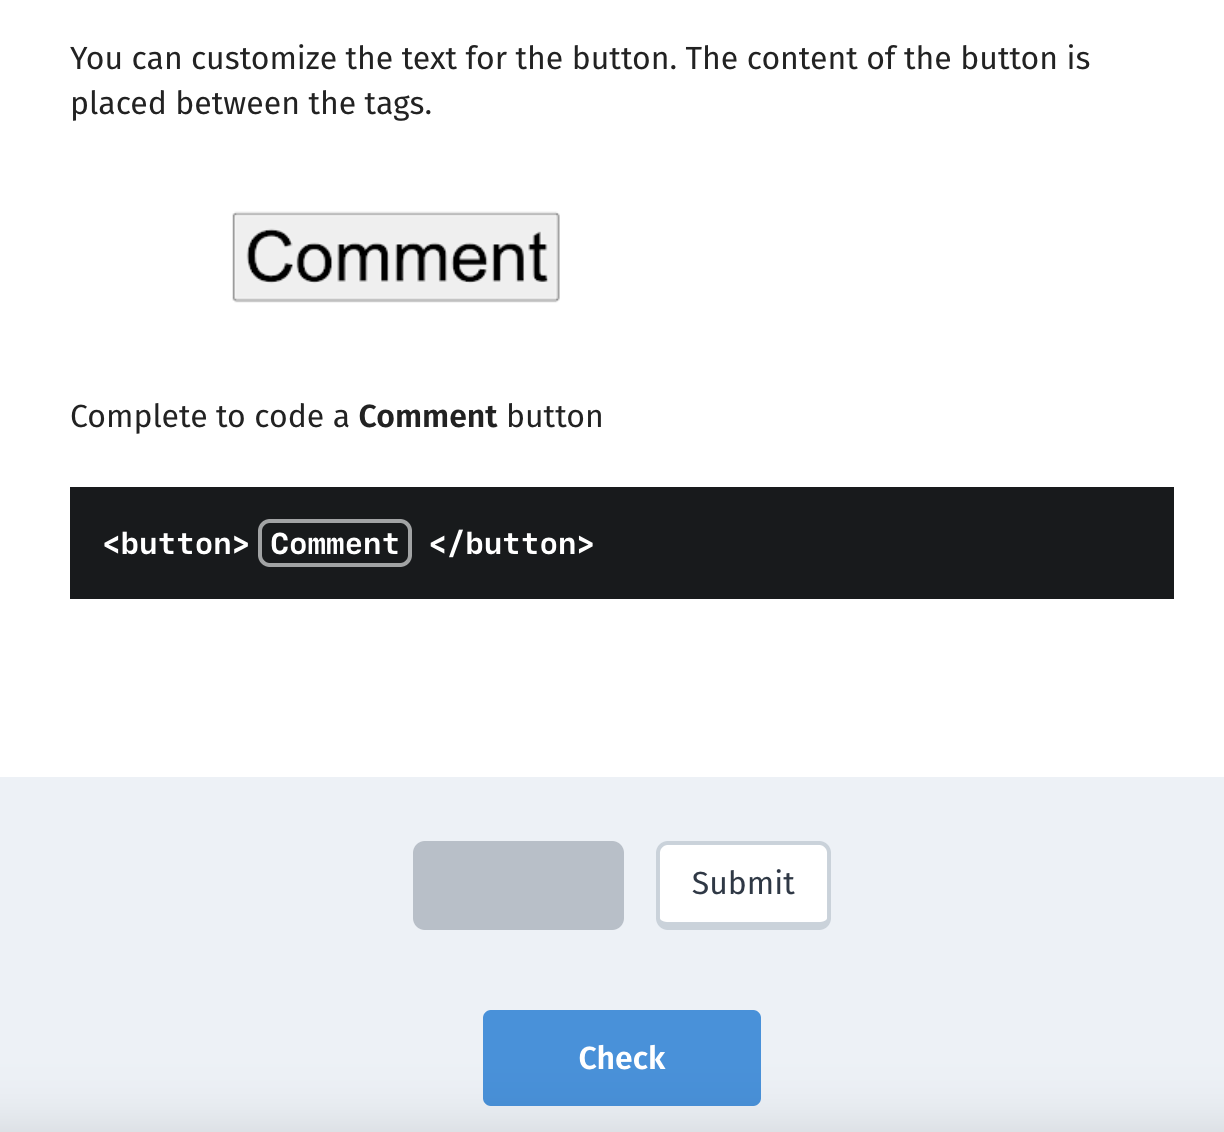 You can customize the text for the button. The content of the button is
placed between the tags.
Comment
Complete to code a Comment button
<button> Comment </button>
Submit
Check